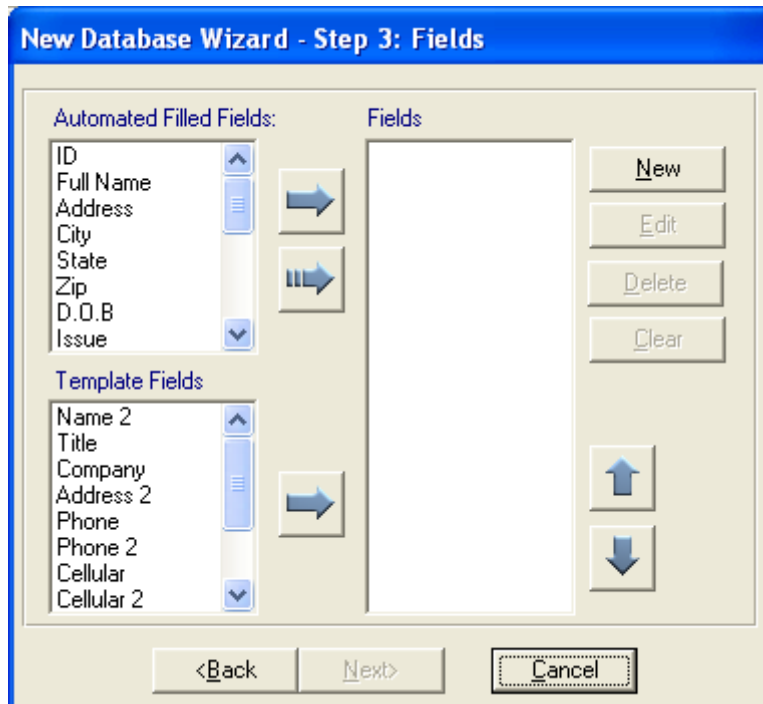 New Database Wizard - Step 3: Fields
Automated Filled Fields:
ID
Full Name
Address
City
State
Zip
D.O.B
Issue
Fields
New
Edit
Delete
Clear
Template Fields
Name 2
Title
Company
Address 2
Phone
Phone 2
Cellular
Cellular 2
<Back
Next>
Cancel